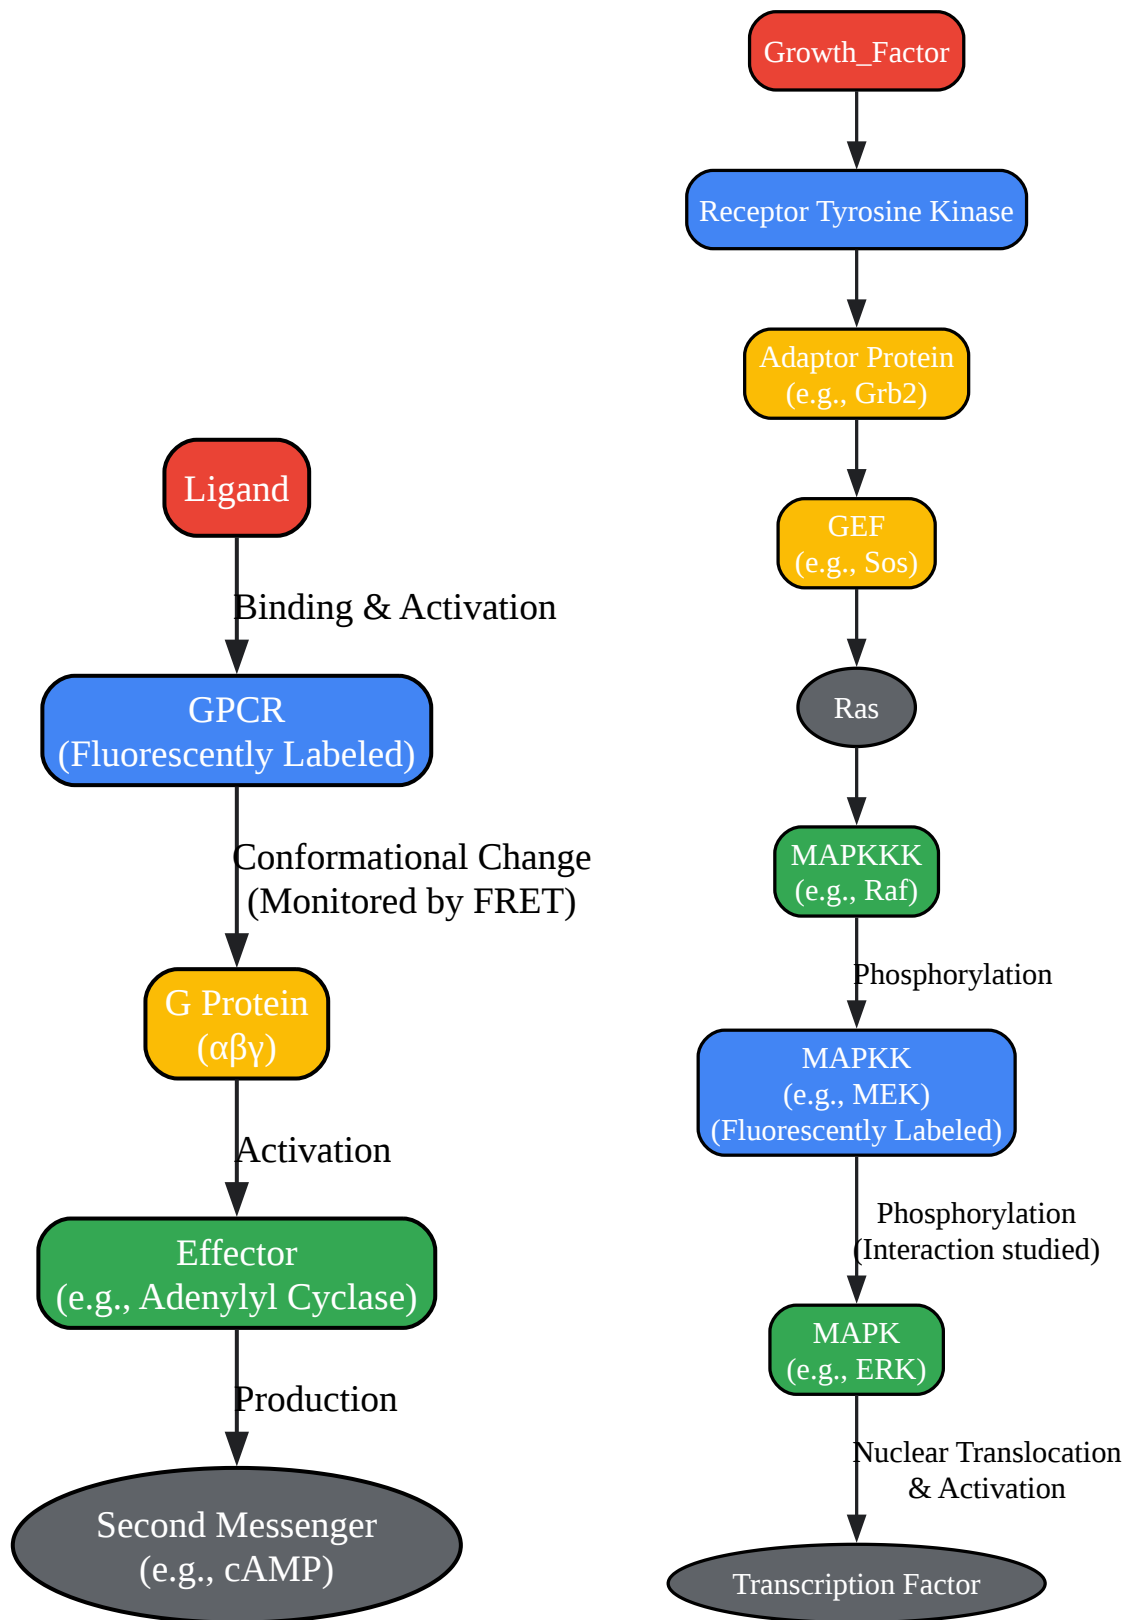 Ligand
Binding & Activation
GPCR
(Fluorescently Labeled)
Conformational Change
(Monitored by FRET)
G Protein
(αβγ)
Activation
Effector
(e.g., Adenylyl Cyclase)
Production
Second Messenger
(e.g., cAMP)
Growth_Factor
Receptor Tyrosine Kinase
Adaptor Protein
(e.g., Grb2)
GEF
(e.g., Sos)
Ras
MAPKKK
(e.g., Raf)
Phosphorylation
MAPKK
(e.g., MEK)
(Fluorescently Labeled)
Phosphorylation
(Interaction studied)
MAPK
(e.g., ERK)
Nuclear Translocation
& Activation
Transcription Factor